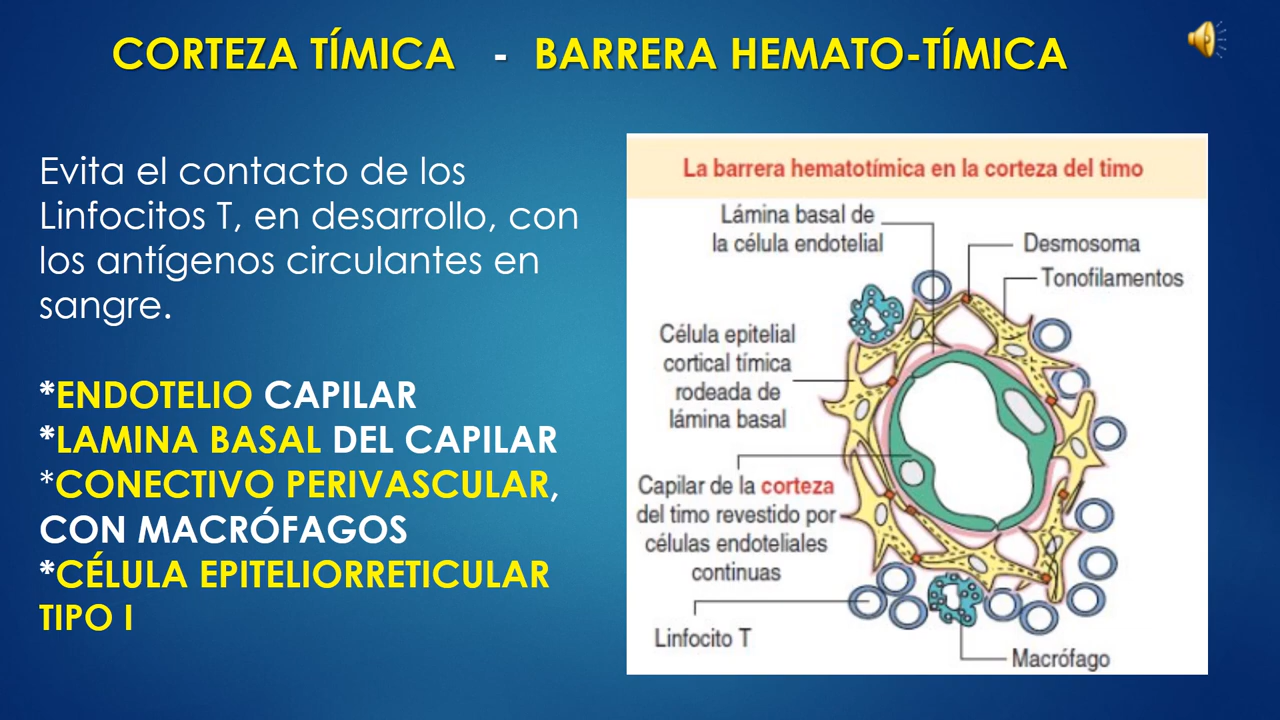 CORTEZA TÍMICA - BARRERA HEMATO-TÍMICA
Evita el contacto de los
Linfocitos T, en desarrollo, con
los antígenos circulantes en
sangre.
*ENDOTELIO CAPILAR
*LAMINA BASAL DEL CAPILAR
*CONECTIVO PERIVASCULAR,
CON MACRÓFAGOS
*CÉLULA EPITELIORRETICULAR
TIPO I
La barrera hematotímica en la corteza del timo
Lámina basal de
la célula endotelial
Desmosoma
Tonofilamentos
Célula epitelial
cortical tímica
rodeada de
lámina basal
Capilar de la corteza
del timo revestido por
células endoteliales
continuas
Linfocito T
Macrófago